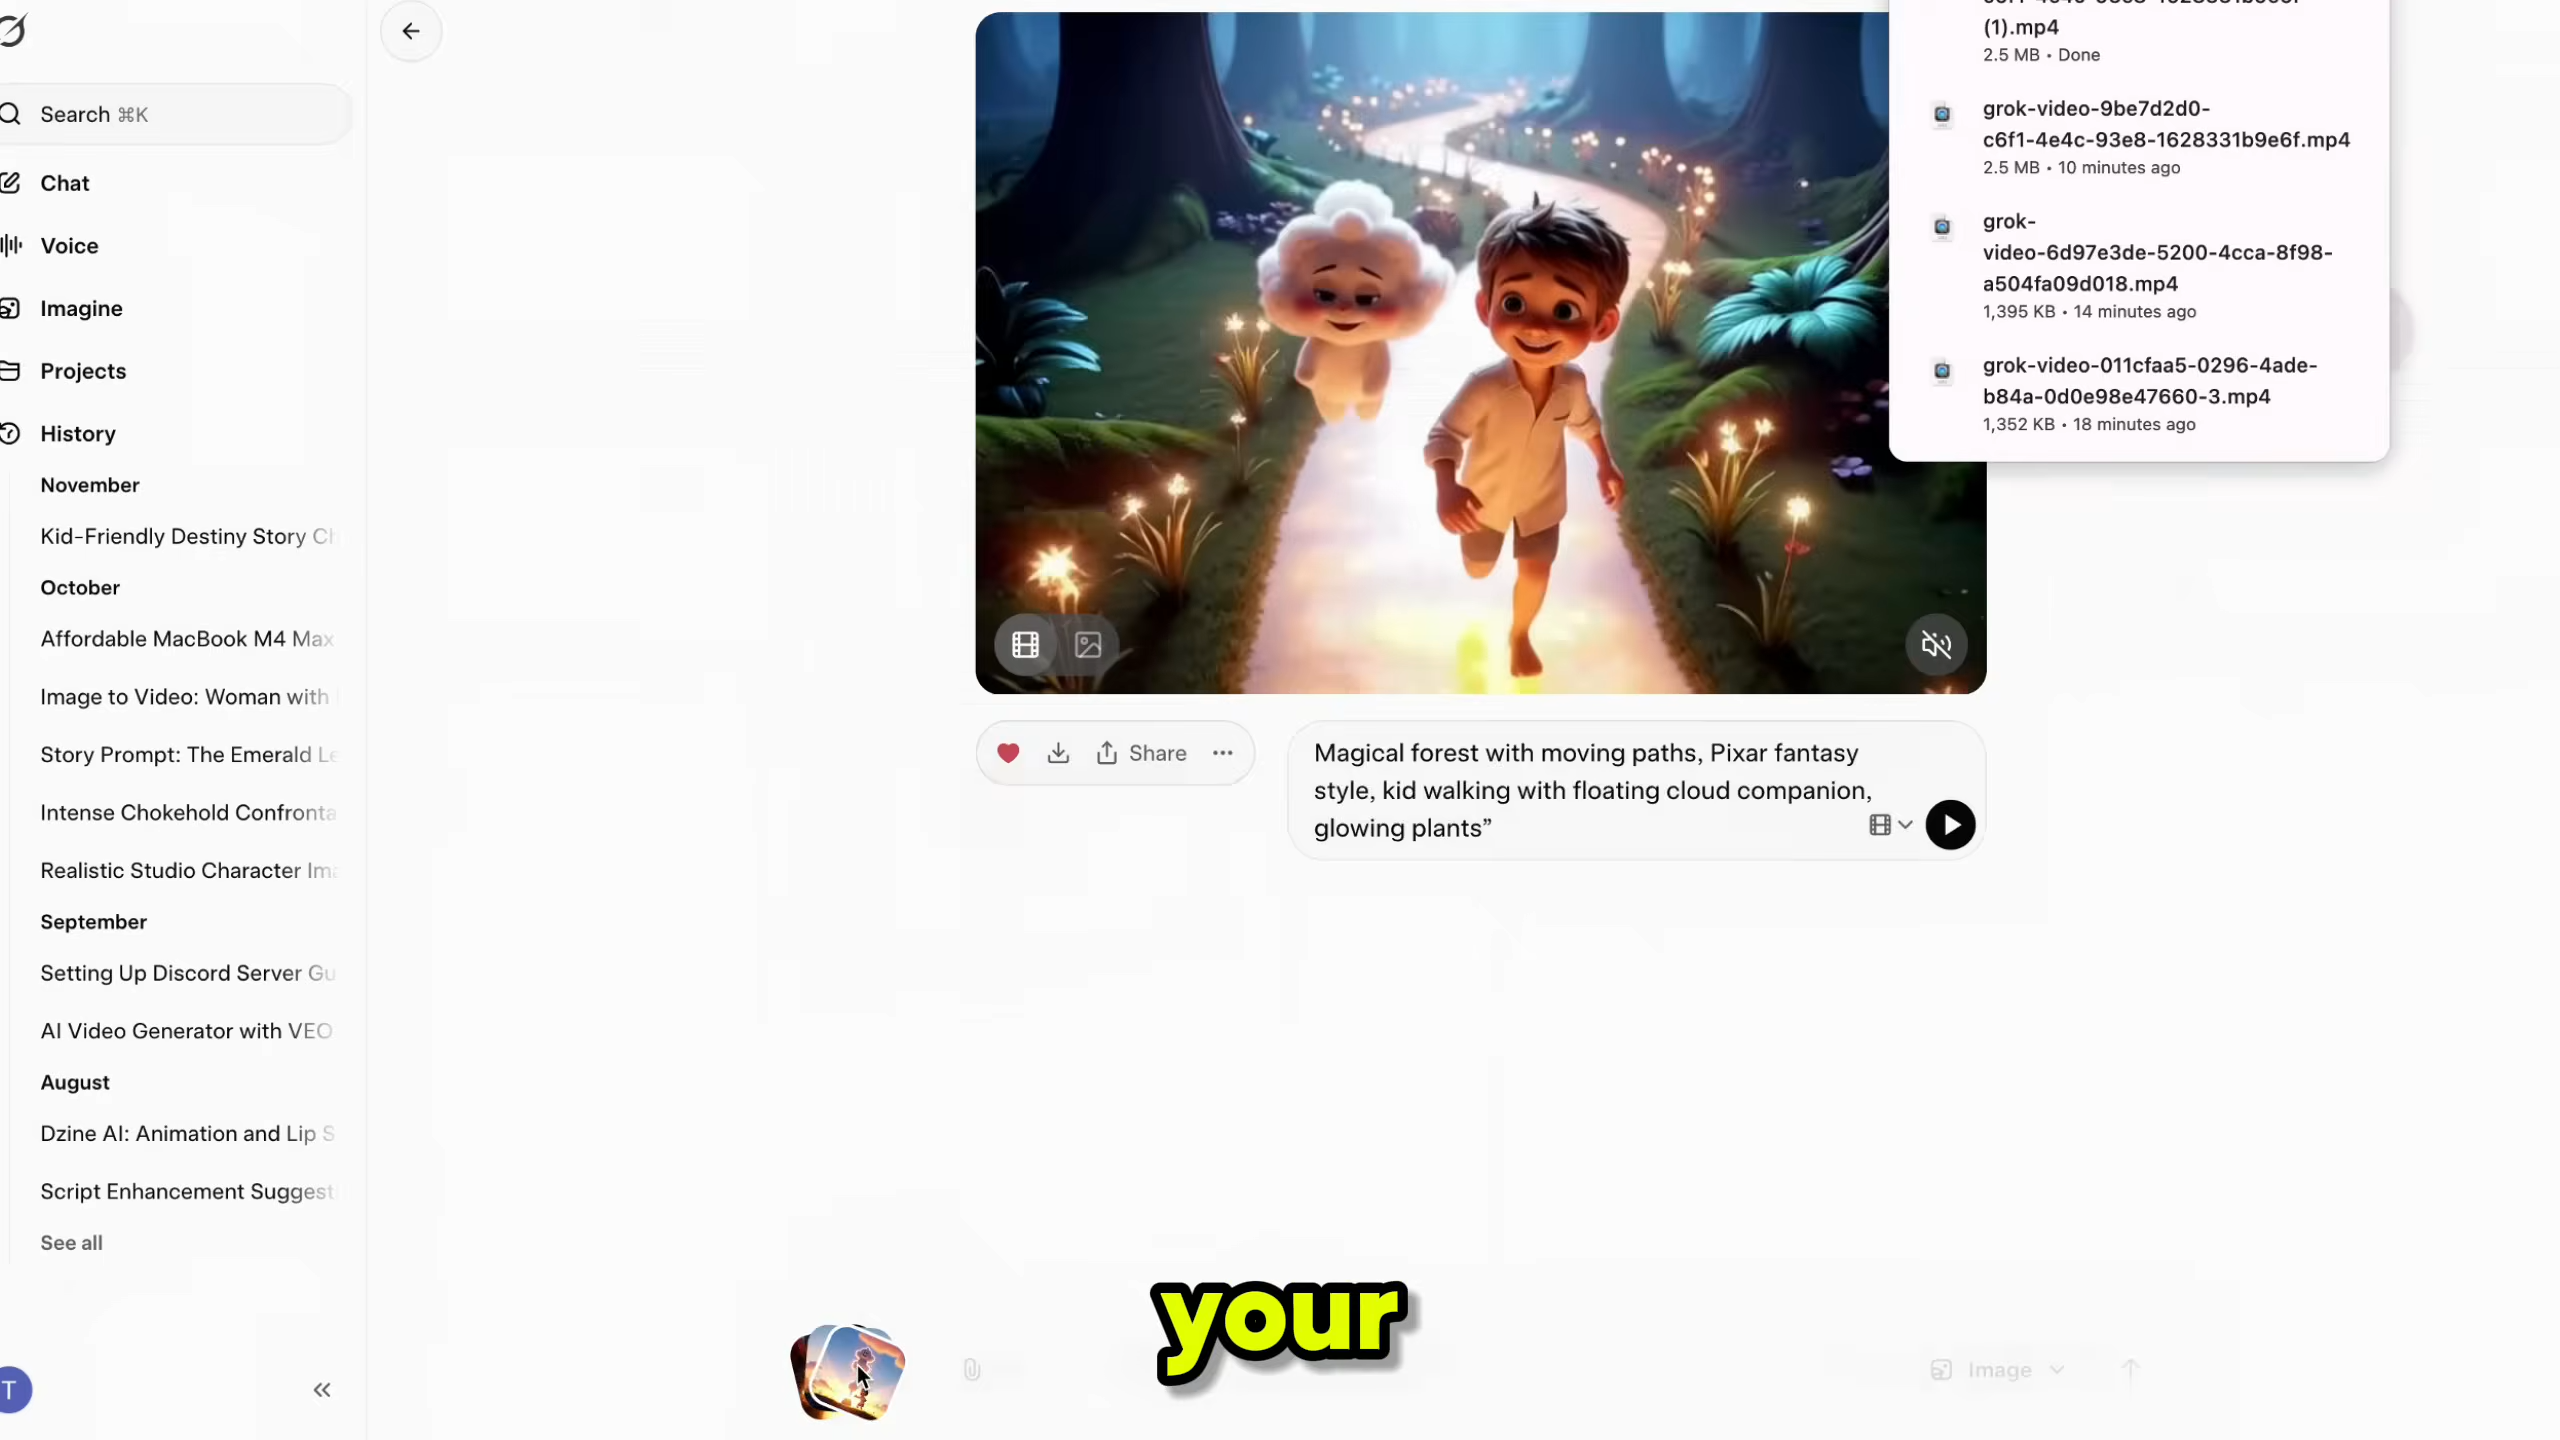 Search ⌘K
Chat
Voice
Imagine
Projects
History
November
Kid-Friendly Destiny Story Ch
October
Affordable MacBook M4 Max
Image to Video: Woman with
Story Prompt: The Emerald Le
Intense Chokehold Confronta
Realistic Studio Character Ima
September
Setting Up Discord Server Gu
AI Video Generator with VEO
August
Dzine AI: Animation and Lip S
Script Enhancement Suggest
See all
T
(1).mp4
2.5 MB • Done
grok-video-9be7d2d0-
c6f1-4e4c-93e8-1628331b9e6f.mp4
2.5 MB • 10 minutes ago
grok-
video-6d97e3de-5200-4cca-8f98-
a504fa09d018.mp4
1,395 KB • 14 minutes ago
grok-video-011cfaa5-0296-4ade-
b84a-0d0e98e47660-3.mp4
1,352 KB • 18 minutes ago
Share
Magical forest with moving paths, Pixar fantasy
style, kid walking with floating cloud companion,
glowing plants”
your
Image